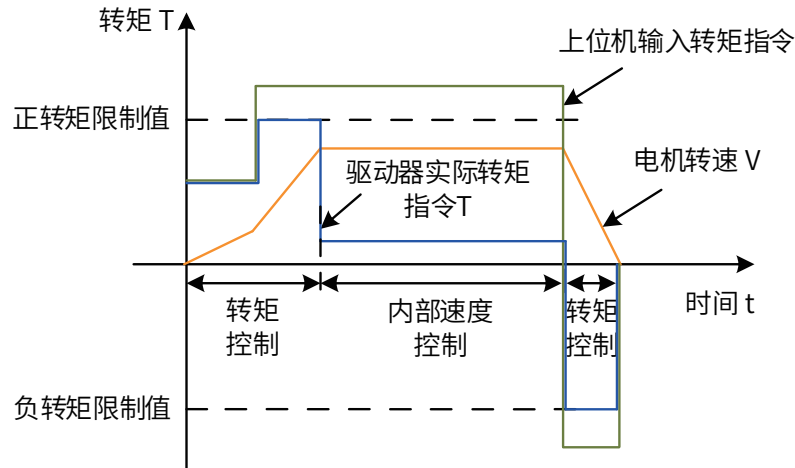 转矩 T
上位机输入转矩指令
正转矩限制值
电机转速 V
驱动器实际转矩
指令T
时间 t
转矩
控制
内部速度
控制
转矩
控制
负转矩限制值